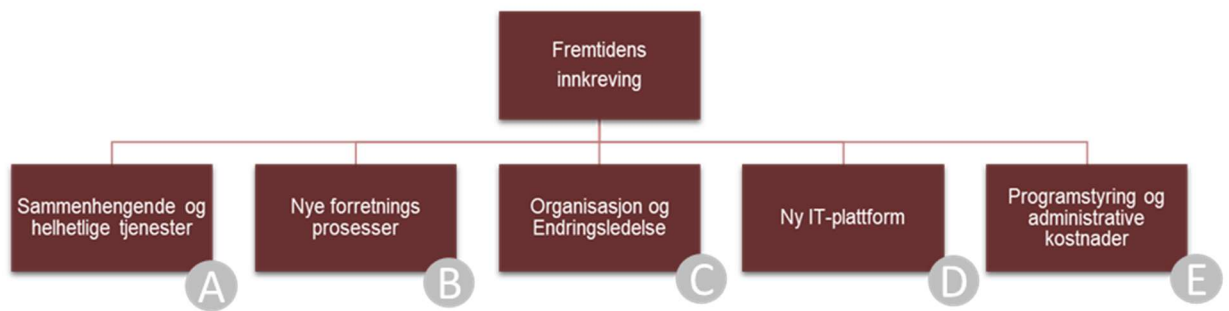 Fremtidens
innkreving
Sammenhengende og
helhetlige tjenester
A
Nye forretnings
prosesser
B
Organisasjon og
Endringsledelse
C
Ny IT-plattform
D
Programstyring og
administrative
kostnader
E